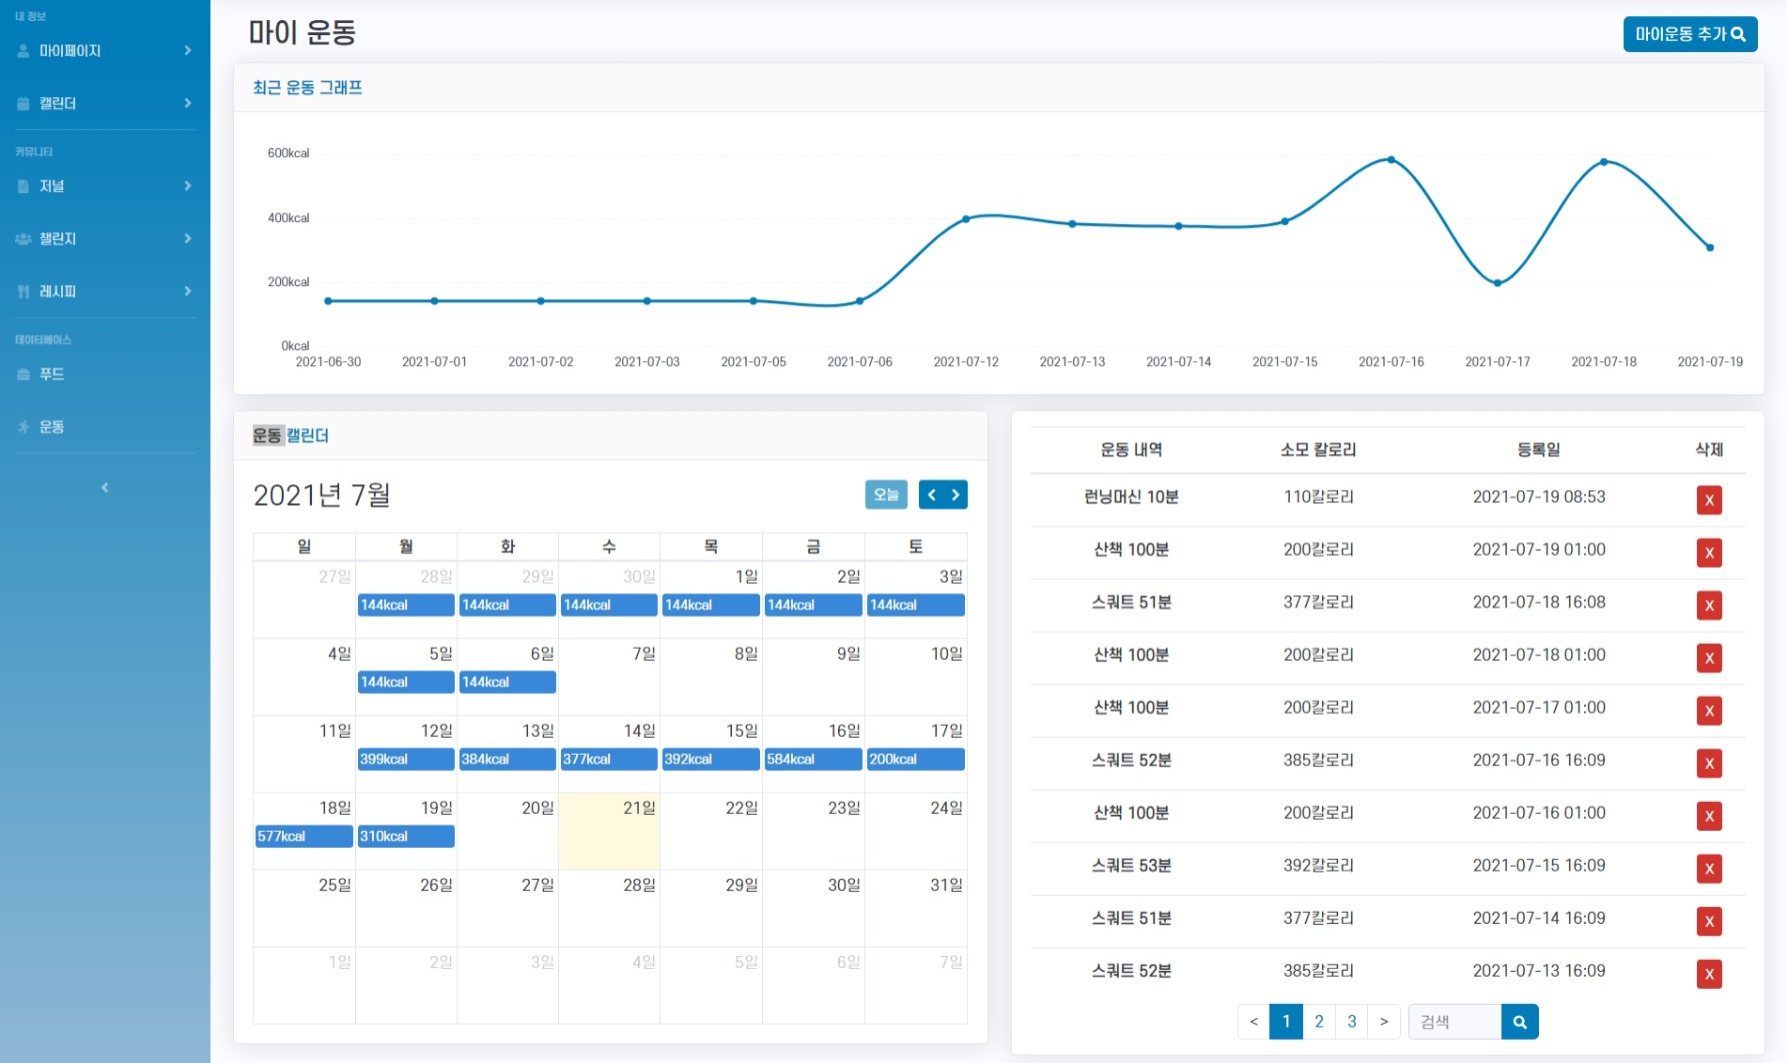 내 정보
마이페이지
캘린더
커뮤니티
저널
챌린지
레시피
데이터베이스
푸드
운동
마이 운동
마이운동 추가
최근 운동 그래프
600kcal
400kcal
200kcal
0kcal
2021-06-30 2021-07-01 2021-07-02 2021-07-03 2021-07-05 2021-07-06 2021-07-12 2021-07-13 2021-07-14 2021-07-15 2021-07-16 2021-07-17 2021-07-18 2021-07-19
운동 캘린더
2021년 7월
오늘 < >
일 월 화 수 목 금 토
27일 28일 29일 30일 1일 2일 3일
144kcal 144kcal 144kcal 144kcal 144kcal 144kcal
4일 5일 6일 7일 8일 9일 10일
144kcal 144kcal
11일 12일 13일 14일 15일 16일 17일
399kcal 384kcal 377kcal 392kcal 584kcal 200kcal
18일 19일 20일 21일 22일 23일 24일
577kcal 310kcal
25일 26일 27일 28일 29일 30일 31일
1일 2일 3일 4일 5일 6일 7일
운동 내역 소모 칼로리 등록일 삭제
런닝머신 10분 110칼로리 2021-07-19 08:53 X
산책 100분 200칼로리 2021-07-19 01:00 X
스쿼트 51분 377칼로리 2021-07-18 16:08 X
산책 100분 200칼로리 2021-07-18 01:00 X
산책 100분 200칼로리 2021-07-17 01:00 X
스쿼트 52분 385칼로리 2021-07-16 16:09 X
산책 100분 200칼로리 2021-07-16 01:00 X
스쿼트 53분 392칼로리 2021-07-15 16:09 X
스쿼트 51분 377칼로리 2021-07-14 16:09 X
스쿼트 52분 385칼로리 2021-07-13 16:09 X
< 1 2 3 > 검색